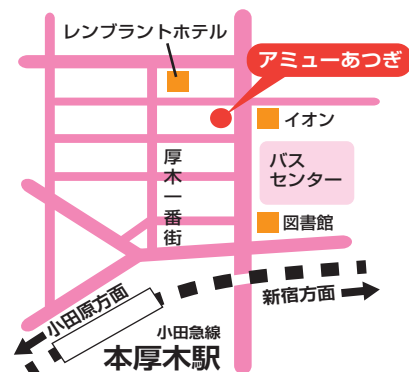 レンブラントホテル
アミューあつぎ
イオン
厚木一番街
バス
センター
図書館
小田原方面
新宿方面
小田急線
本厚木駅